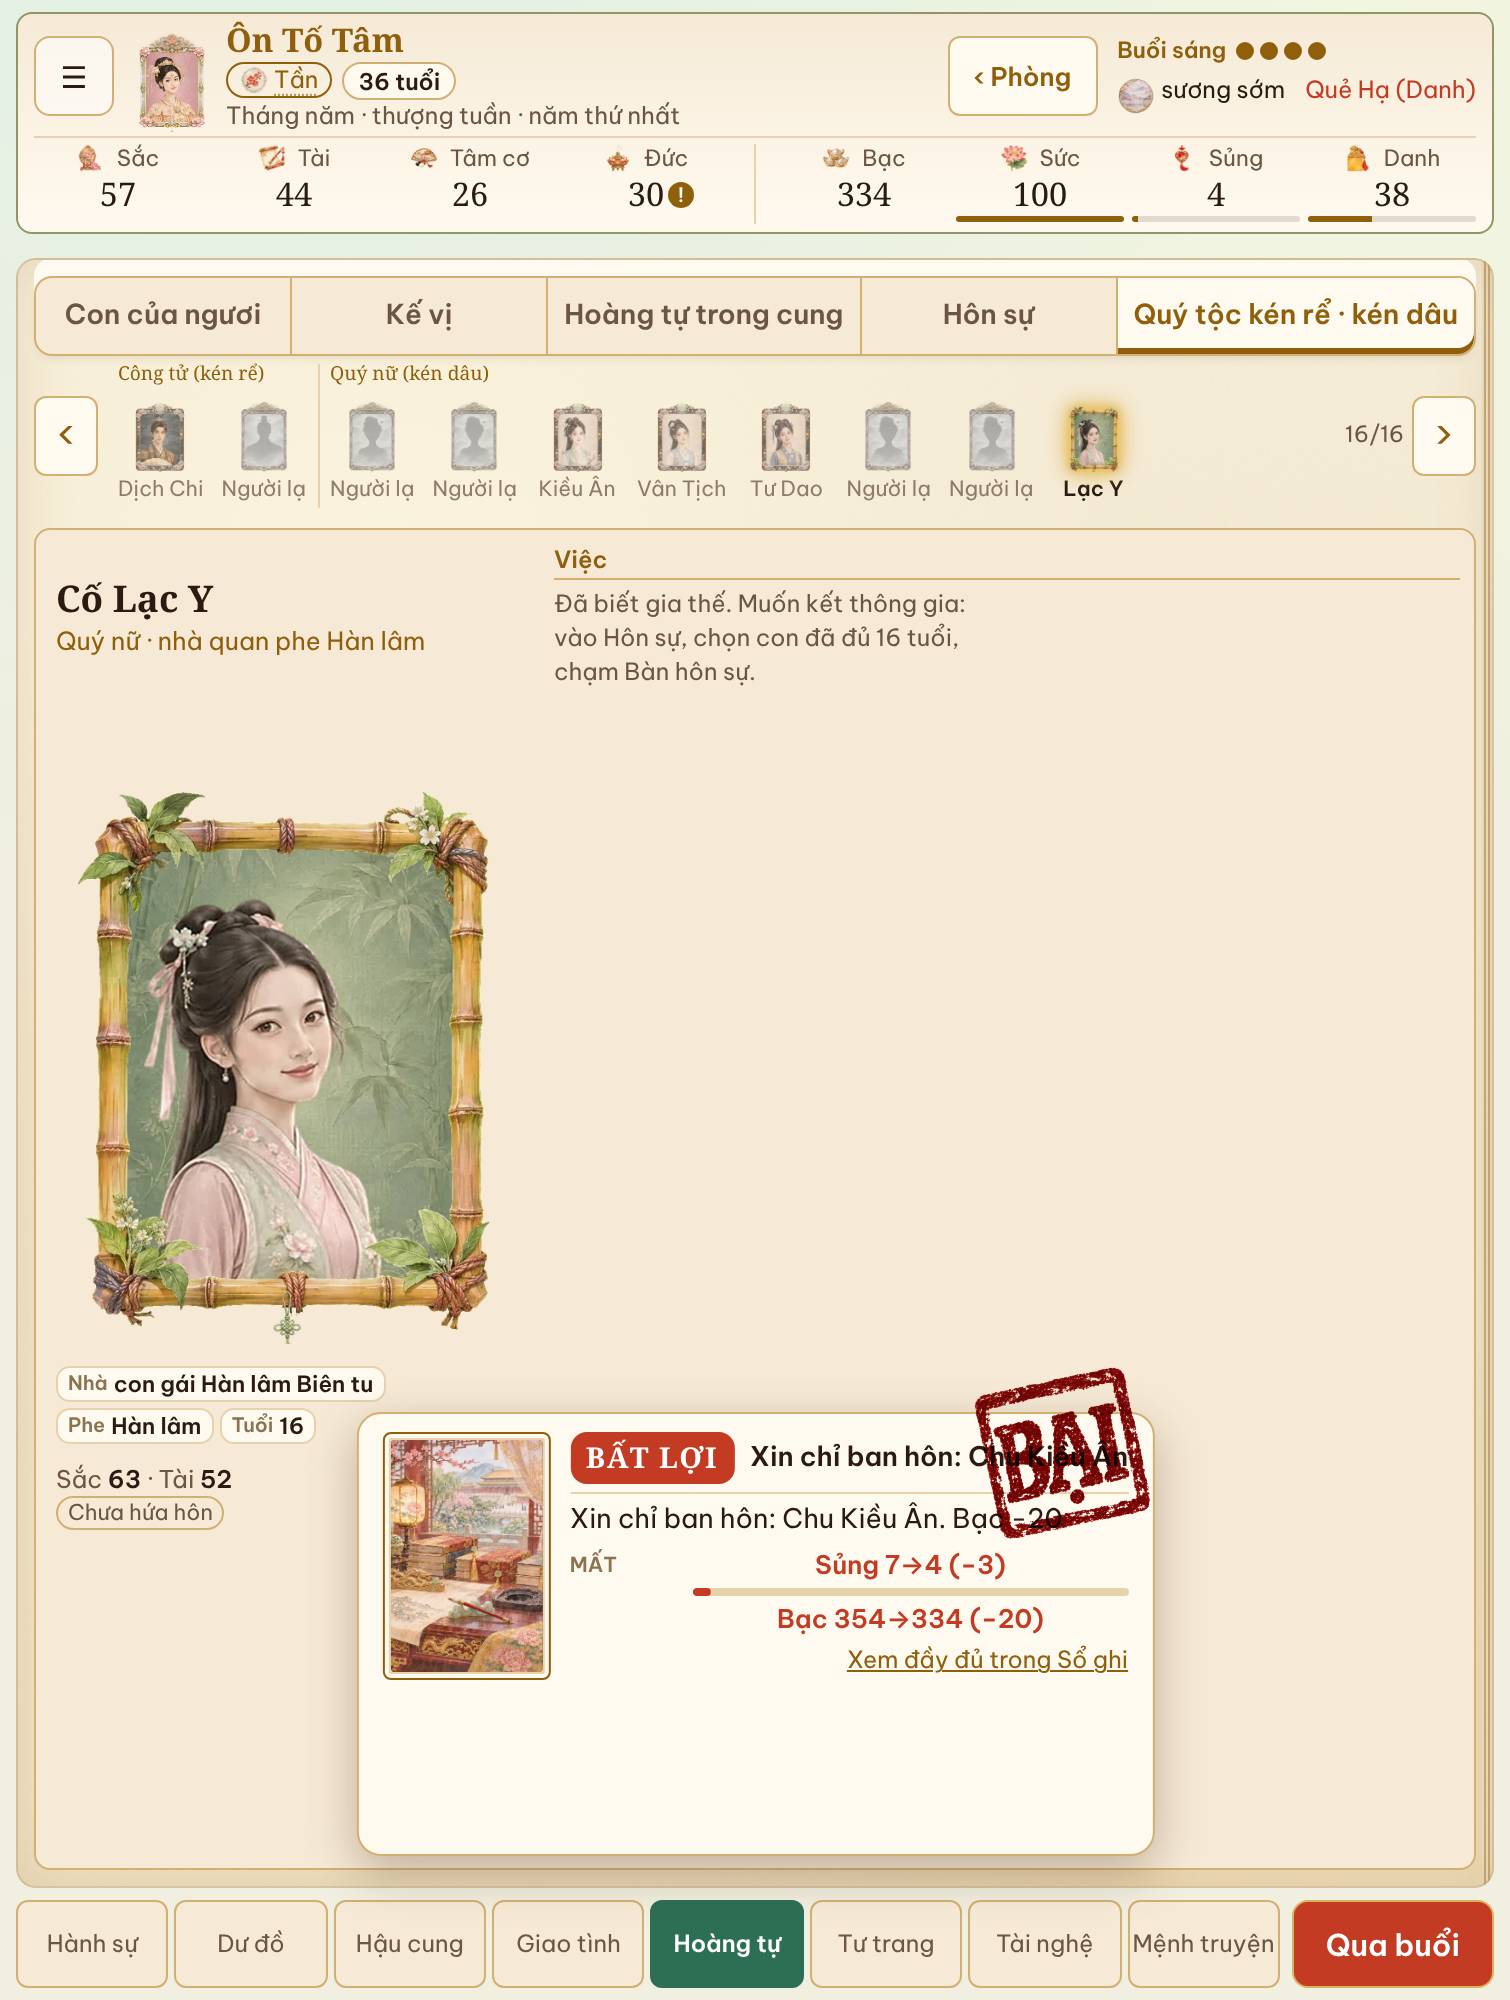 ☰
Ôn Tố Tâm
Tần
36 tuổi
Tháng năm · thượng tuần · năm thứ nhất
‹ Phòng
Buổi sáng
sương sớm
Quẻ Hạ (Danh)
Sắc
Tài
Tâm cơ
Đức
Bạc
Sức
Sủng
Danh
57
44
26
30 !
334
100
4
38
Con của ngươi
Kế vị
Hoàng tự trong cung
Hôn sự
Quý tộc kén rể · kén dâu
Công tử (kén rể)
Quý nữ (kén dâu)
‹
16/16
›
Dịch Chi
Người lạ
Người lạ
Người lạ
Kiều Ân
Vân Tịch
Tư Dao
Người lạ
Người lạ
Lạc Y
Cố Lạc Y
Quý nữ · nhà quan phe Hàn lâm
Việc
Đã biết gia thế. Muốn kết thông gia:
vào Hôn sự, chọn con đã đủ 16 tuổi,
chạm Bàn hôn sự.
Nhà con gái Hàn lâm Biên tu
Phe Hàn lâm
Tuổi 16
Sắc 63 · Tài 52
Chưa hứa hôn
BẤT LỢI
Xin chỉ ban hôn: Chu Kiều Ân
BẠI
Xin chỉ ban hôn: Chu Kiều Ân. Bạc -20
MẤT
Sủng 7→4 (−3)
Bạc 354→334 (−20)
Xem đầy đủ trong Sổ ghi
Hành sự
Dư đồ
Hậu cung
Giao tình
Hoàng tự
Tư trang
Tài nghệ
Mệnh truyện
Qua buổi